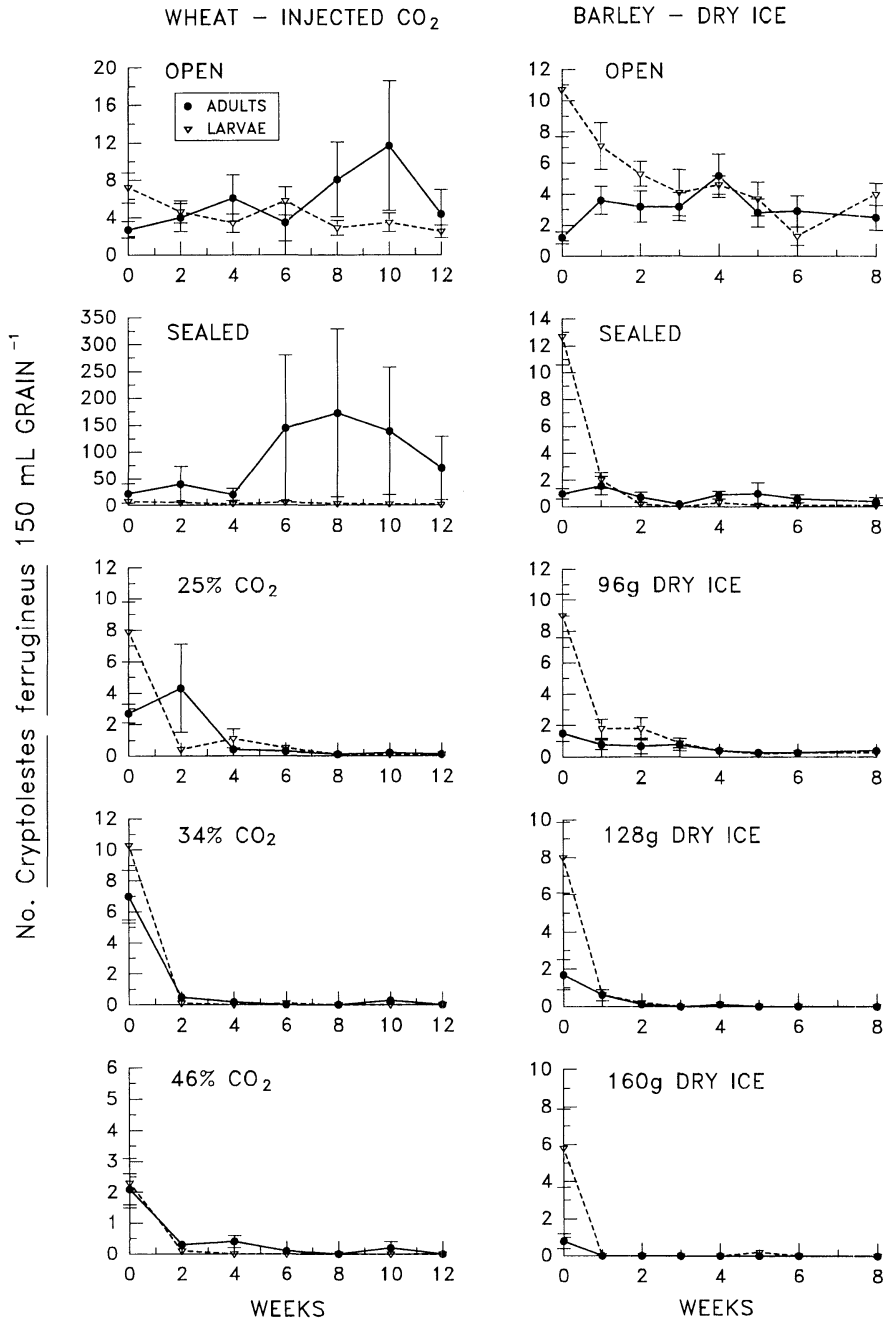 WHEAT – INJECTED CO₂
BARLEY – DRY ICE
No. Cryptolestes ferrugineus 150 mL GRAIN⁻¹
OPEN
ADULTS
LARVAE
20
16
12
8
4
0
0 2 4 6 8 10 12
OPEN
12
10
8
6
4
2
0
0 2 4 6 8
SEALED
350
300
250
200
150
100
50
0
0 2 4 6 8 10 12
SEALED
14
12
10
8
6
4
2
0
0 2 4 6 8
25% CO₂
12
10
8
6
4
2
0
0 2 4 6 8 10 12
96g DRY ICE
10
8
6
4
2
0
0 2 4 6 8
34% CO₂
12
10
8
6
4
2
0
0 2 4 6 8 10 12
128g DRY ICE
10
8
6
4
2
0
0 2 4 6 8
46% CO₂
6
5
4
3
2
1
0
0 2 4 6 8 10 12
WEEKS
160g DRY ICE
10
8
6
4
2
0
0 2 4 6 8
WEEKS